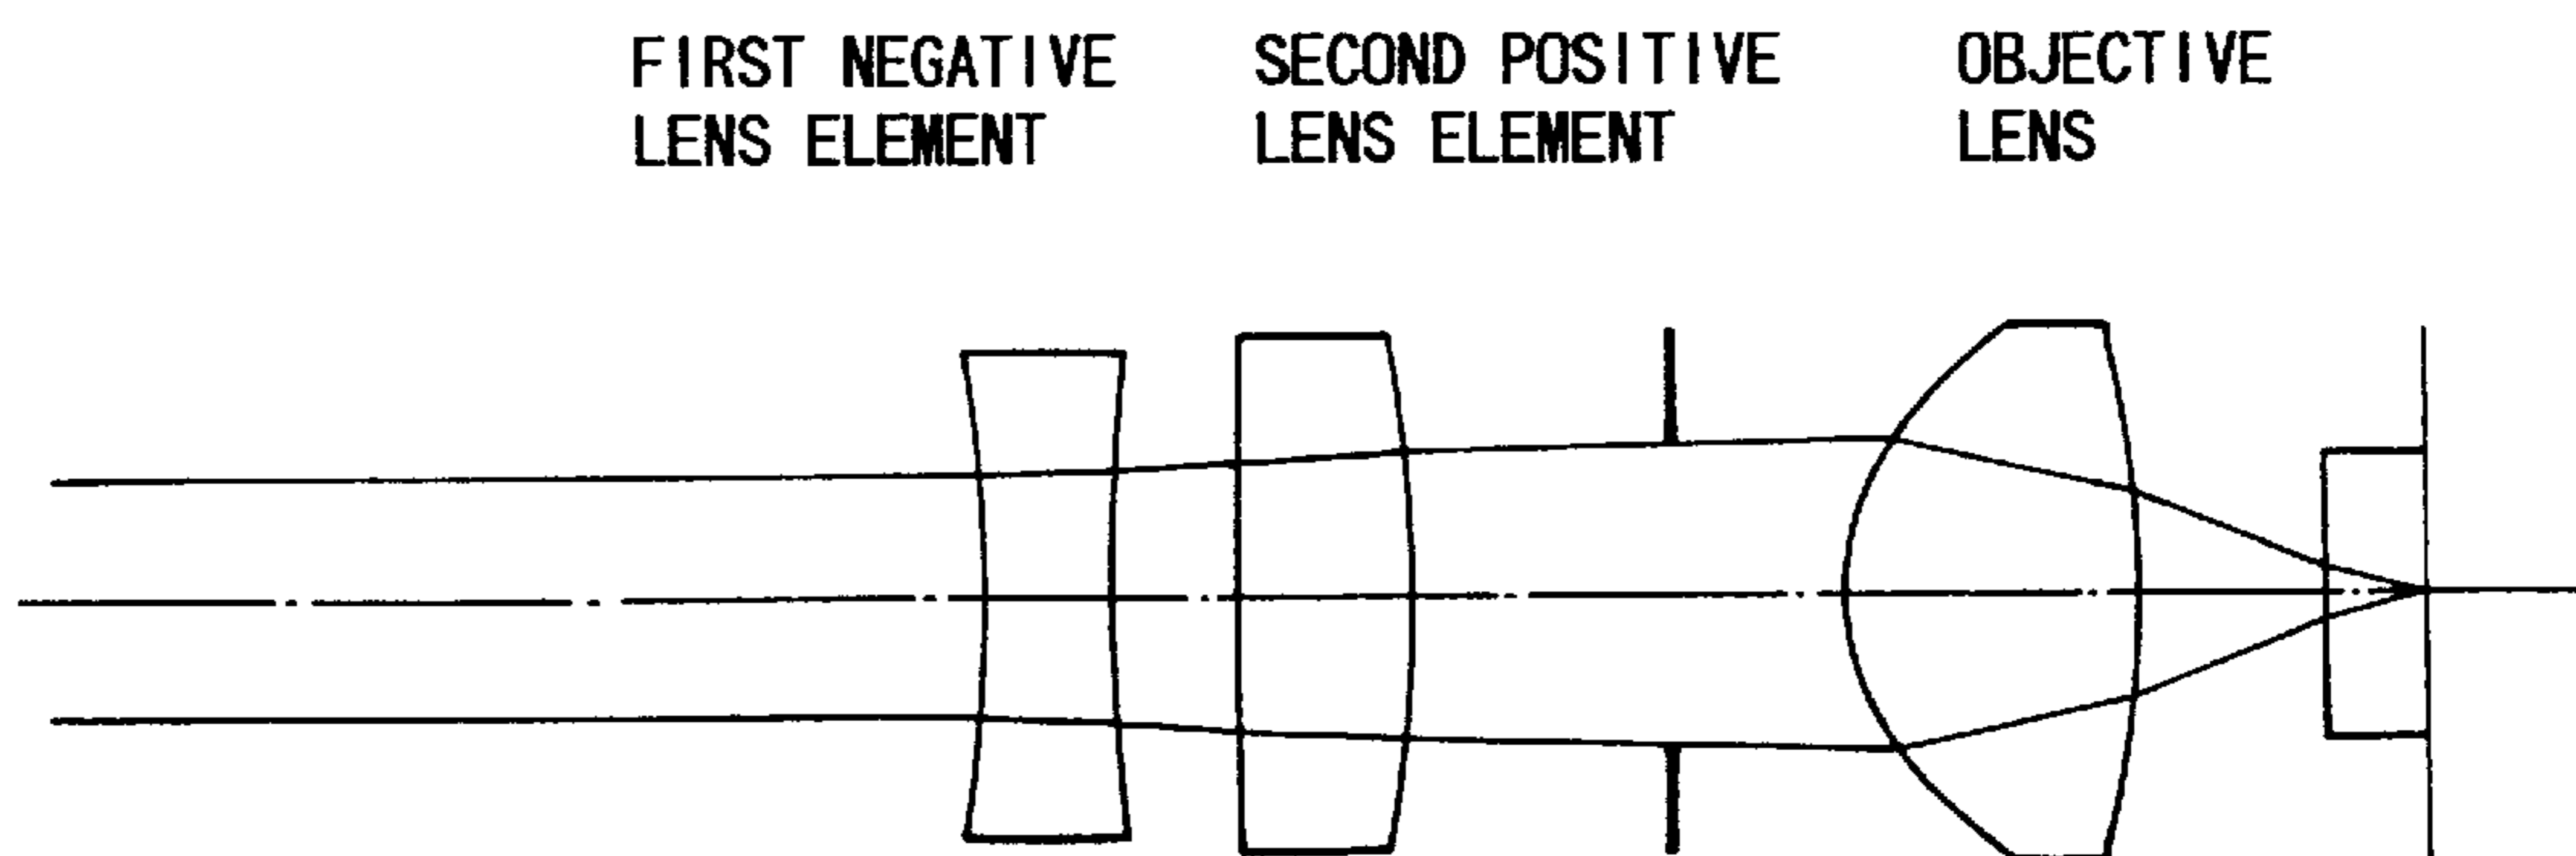 FIRST NEGATIVE
LENS ELEMENT
SECOND POSITIVE
LENS ELEMENT
OBJECTIVE
LENS